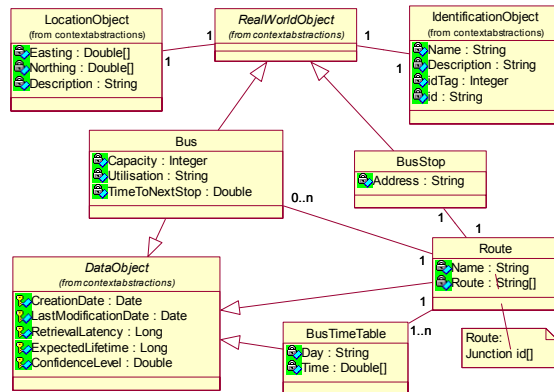 LocationObject
(from contextabstractions)
Easting : Double[]
Northing : Double[]
Description : String
1
1
RealWorldObject
(from contextabstractions)
1
1
IdentificationObject
(from contextabstractions)
Name : String
Description : String
idTag : Integer
id : String
Bus
Capacity : Integer
Utilisation : String
TimeToNextStop : Double
0..n
1
BusStop
Address : String
1
1
DataObject
(from contextabstractions)
CreationDate : Date
LastModificationDate : Date
RetrievalLatency : Long
ExpectedLifetime : Long
ConfidenceLevel : Double
Route
Name : String
Route : String[]
1
1..n
BusTimeTable
Day : String
Time : Double[]
Route:
Junction id[]